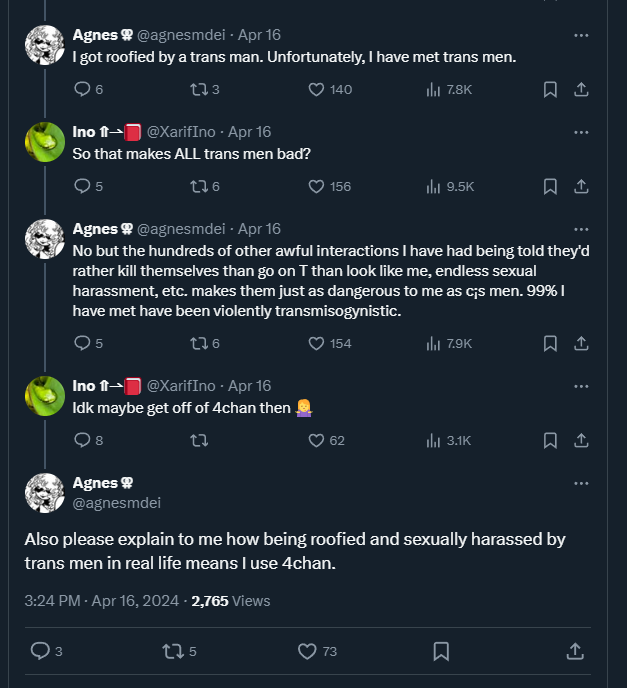 Agnes @agnesmdei · Apr 16
I got roofied by a trans man. Unfortunately, I have met trans men.
6 3 140 7.8K
Ino ⇑⇀📕 @XarifIno · Apr 16
So that makes ALL trans men bad?
5 6 156 9.5K
Agnes @agnesmdei · Apr 16
No but the hundreds of other awful interactions I have had being told they'd
rather kill themselves than go on T than look like me, endless sexual
harassment, etc. makes them just as dangerous to me as c¡s men. 99% I
have met have been violently transmisogynistic.
5 6 154 7.9K
Ino ⇑⇀📕 @XarifIno · Apr 16
Idk maybe get off of 4chan then 🤷‍♀️
8 62 3.1K
Agnes
@agnesmdei
Also please explain to me how being roofied and sexually harassed by
trans men in real life means I use 4chan.
3:24 PM · Apr 16, 2024 · 2,765 Views
3 5 73